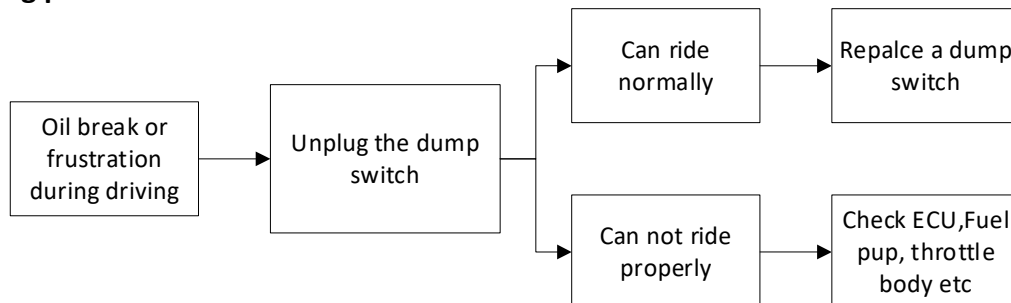 Oil break or
frustration
during driving
Unplug the dump
switch
Can ride
normally
Repalce a dump
switch
Can not ride
properly
Check ECU,Fuel
pup, throttle
body etc